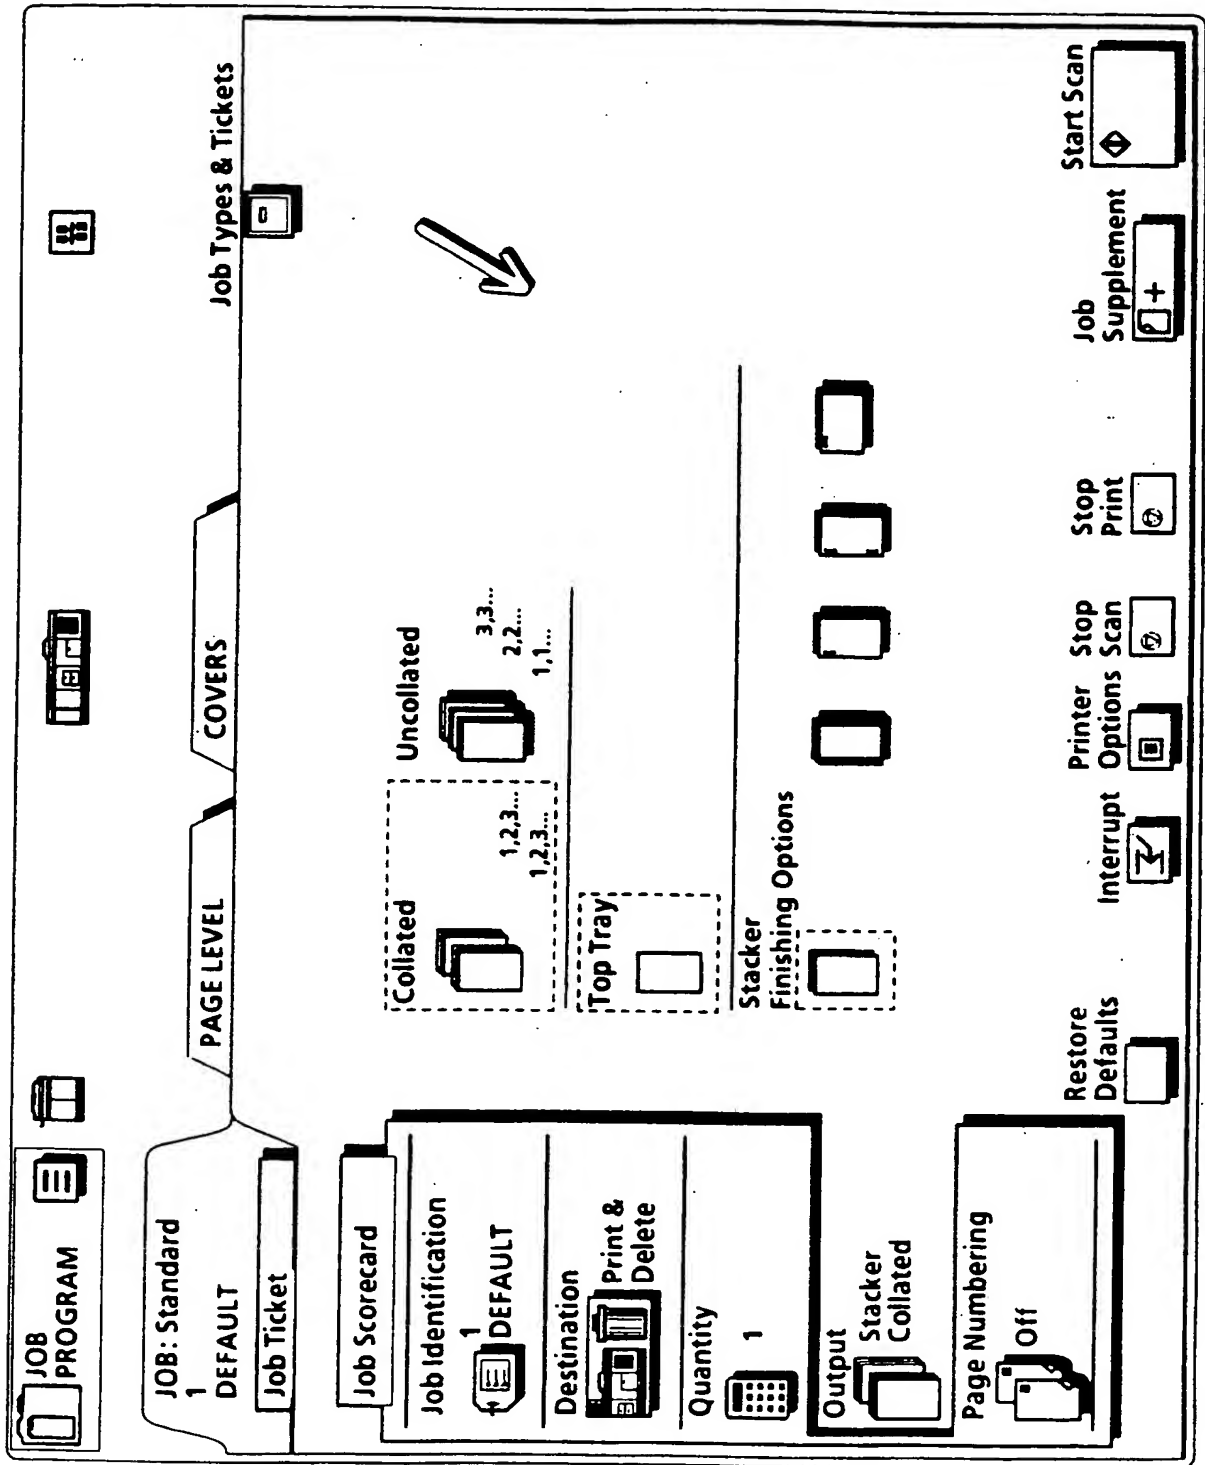 JOB
PROGRAM
JOB: Standard
1
DEFAULT
PAGE LEVEL
COVERS
Job Types & Tickets
Job Ticket
Job Scorecard
Job Identification
1
DEFAULT
Destination
Print &
Delete
Quantity
1
Output
Stacker
Collated
Page Numbering
Off
Collated
1,2,3...
1,2,3...
Uncollated
3,3...
2,2...
1,1...
Top Tray
Stacker
Finishing Options
Restore
Defaults
Interrupt
Printer
Options
Stop
Scan
Stop
Print
Job
Supplement
+
Start Scan